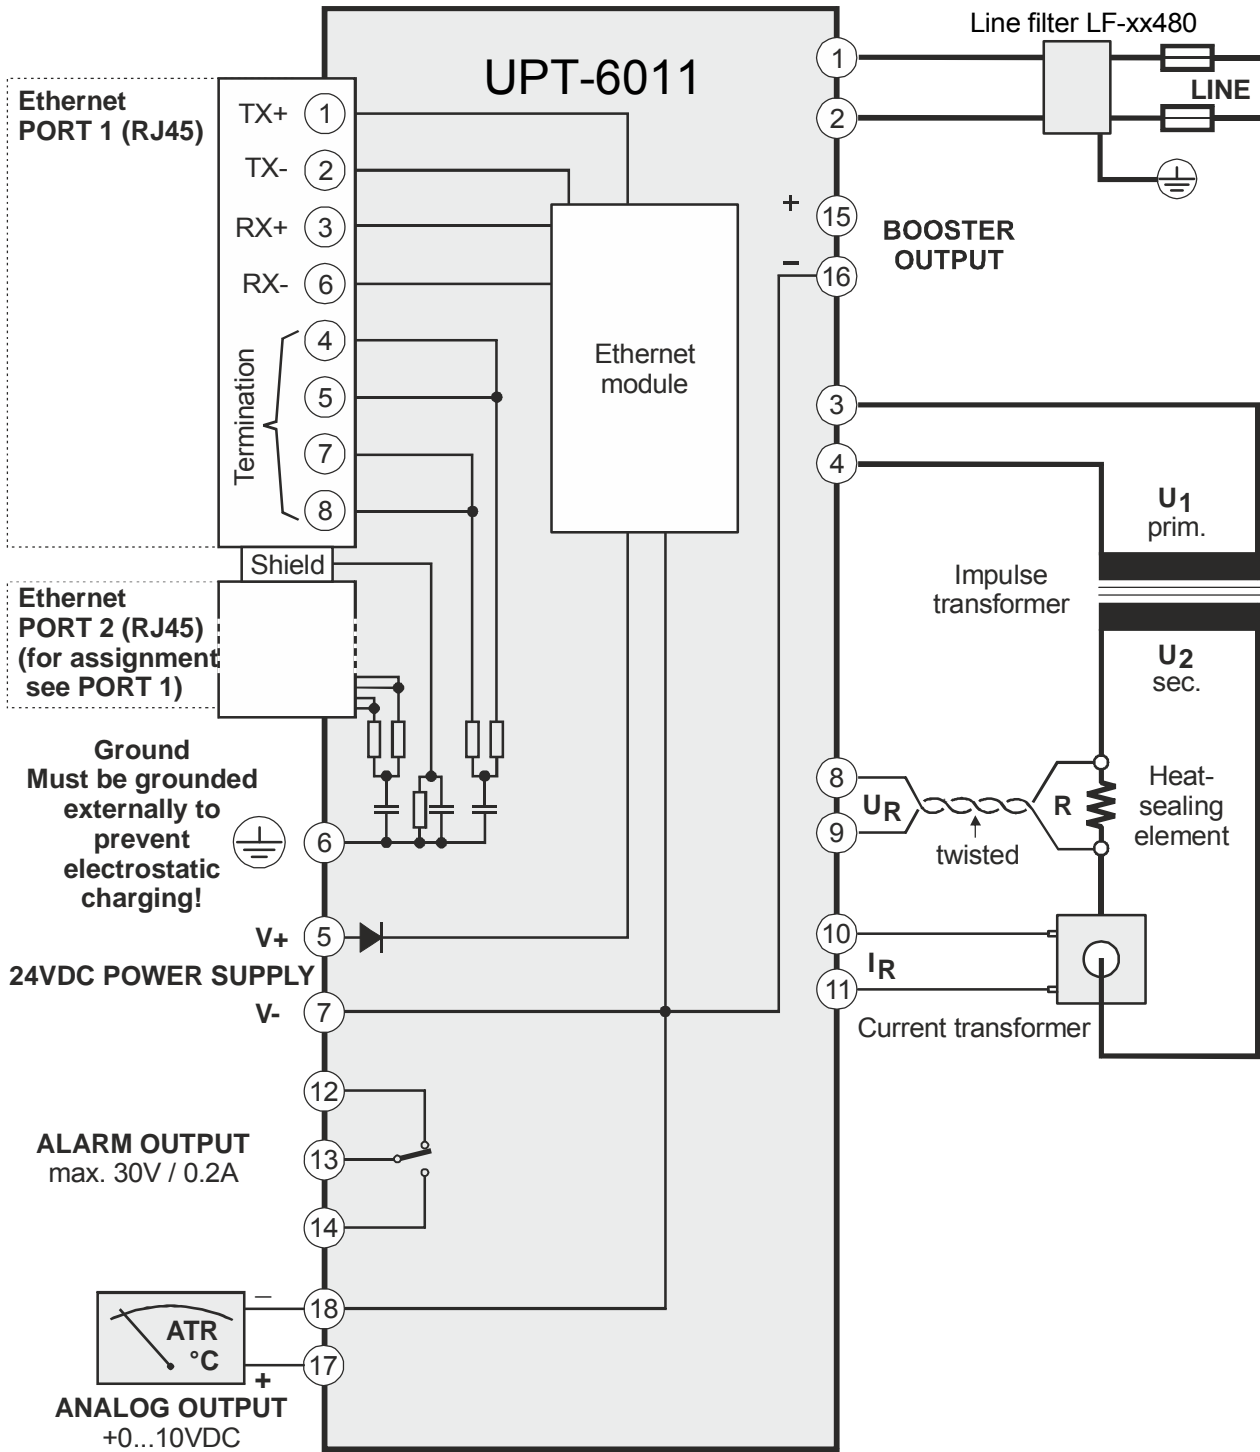 UPT-6011
Line filter LF-xx480
LINE
1
2
Ethernet
PORT 1 (RJ45)
TX+ 1
TX- 2
RX+ 3
RX- 6
Termination
4
5
7
8
Ethernet
module
+
15
BOOSTER
OUTPUT
–
16
3
4
U1
prim.
Impulse
transformer
U2
sec.
Shield
Ethernet
PORT 2 (RJ45)
(for assignment
see PORT 1)
Ground
Must be grounded
externally to
prevent
electrostatic
charging!
6
8
9
UR
twisted
R
Heat-
sealing
element
10
11
IR
Current transformer
V+ 5
24VDC POWER SUPPLY
V- 7
12
ALARM OUTPUT
max. 30V / 0.2A
13
14
–
18
ATR
°C
+
17
ANALOG OUTPUT
+0...10VDC